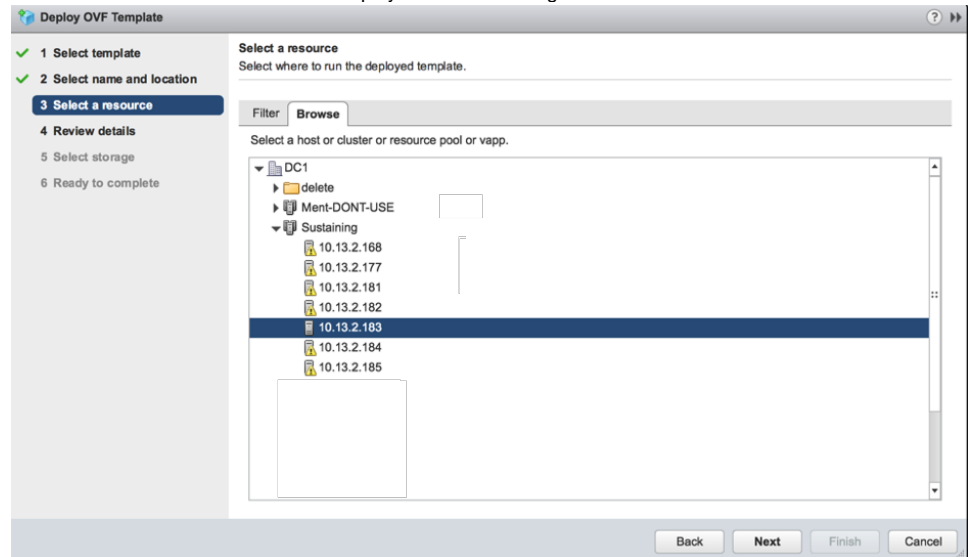 Deploy OVF Template
1 Select template
2 Select name and location
3 Select a resource
4 Review details
5 Select storage
6 Ready to complete
Select a resource
Select where to run the deployed template.
Filter Browse
Select a host or cluster or resource pool or vapp.
DC1
delete
Ment-DONT-USE
Sustaining
10.13.2.168
10.13.2.177
10.13.2.181
10.13.2.182
10.13.2.183
10.13.2.184
10.13.2.185
Back Next Finish Cancel